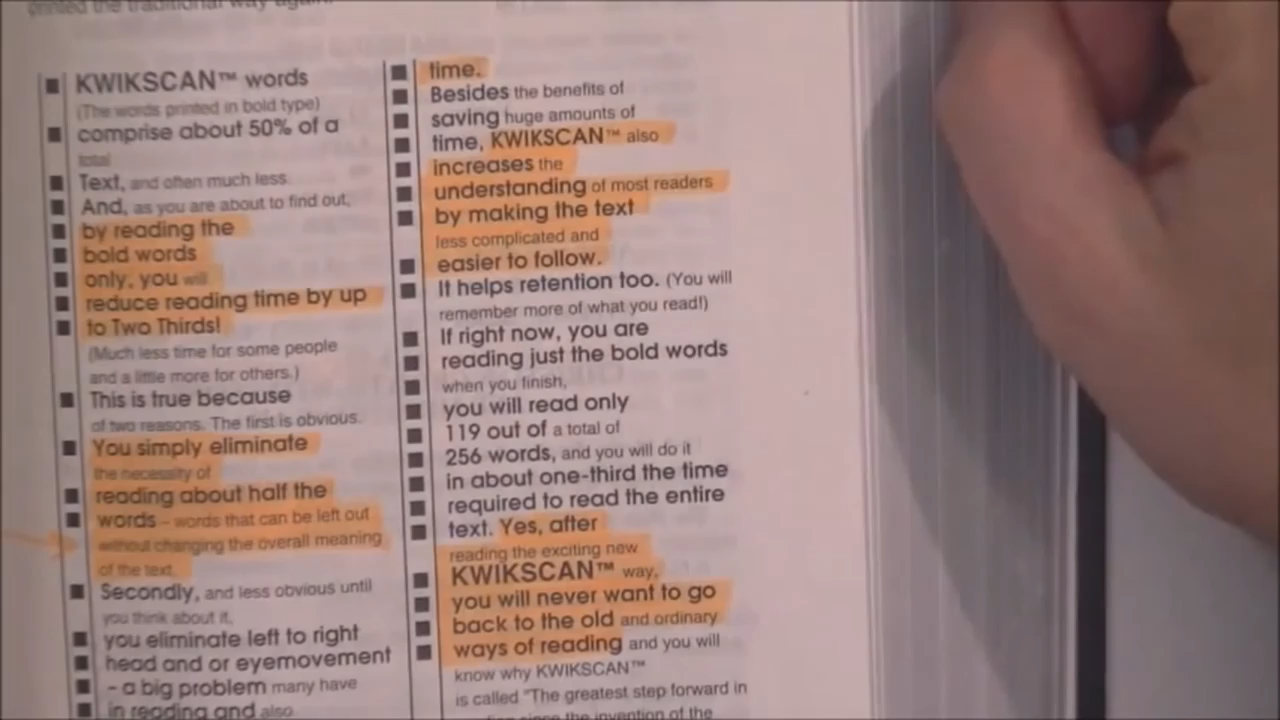 printed the traditional way again.
KWIKSCAN™ words
(The words printed in bold type)
comprise about 50% of a
total
Text, and often much less.
And, as you are about to find out,
by reading the
bold words
only, you will
reduce reading time by up
to Two Thirds!
(Much less time for some people
and a little more for others.)
This is true because
of two reasons. The first is obvious.
You simply eliminate
the necessity of
reading about half the
words – words that can be left out
without changing the overall meaning
of the text.
Secondly, and less obvious until
you think about it,
you eliminate left to right
head and or eyemovement
- a big problem many have
in reading and also
time.
Besides the benefits of
saving huge amounts of
time, KWIKSCAN™ also
increases the
understanding of most readers
by making the text
less complicated and
easier to follow.
It helps retention too. (You will
remember more of what you read!)
If right now, you are
reading just the bold words
when you finish,
you will read only
119 out of a total of
256 words, and you will do it
in about one-third the time
required to read the entire
text. Yes, after
reading the exciting new
KWIKSCAN™ way,
you will never want to go
back to the old and ordinary
ways of reading and you will
know why KWIKSCAN™
is called "The greatest step forward in
since the invention of the